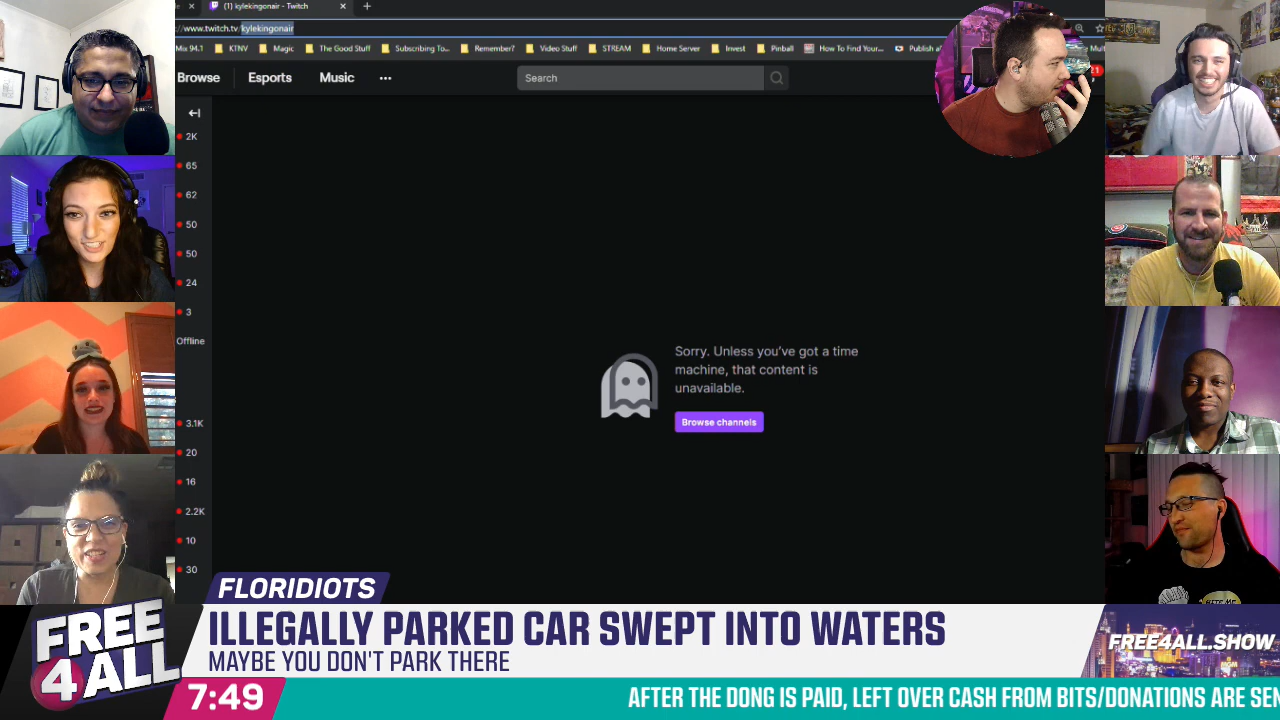 (1) kylekingonair - Twitch
://www.twitch.tv/kylekingonair
Mix 94.1 KTNV Magic The Good Stuff Subscribing To... Remember? Video Stuff STREAM Home Server Invest Pinball How To Find Your... Publish al
Browse Esports Music ••• Search
21
2K
65
62
50
50
24
3
Offline
3.1K
20
16
2.2K
10
30
Sorry. Unless you've got a time
machine, that content is
unavailable.
Browse channels
FLORIDIOTS
ILLEGALLY PARKED CAR SWEPT INTO WATERS
MAYBE YOU DON'T PARK THERE
FREE
4 ALL
FREE4ALL.SHOW
7:49
AFTER THE DONG IS PAID, LEFT OVER CASH FROM BITS/DONATIONS ARE SEN